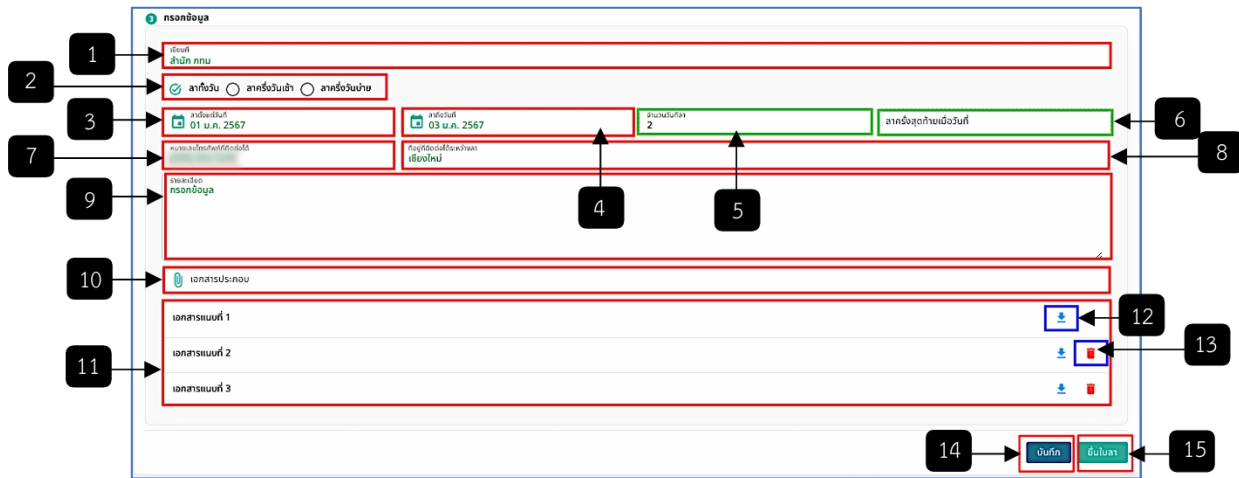 3 กรอกข้อมูล
1 เขียนที่
สำนัก กทม
2 ลาทั้งวัน ลาครึ่งวันเช้า ลาครึ่งวันบ่าย
3 ลาตั้งแต่วันที่ ลาถึงวันที่ จำนวนวันที่ลา ลาครั้งสุดท้ายเมื่อวันที่ 6
01 ม.ค. 2567 03 ม.ค. 2567 2
7 หมายเลขโทรศัพท์ที่ติดต่อได้ ที่อยู่ที่ติดต่อได้ระหว่างลา 8
เชียงใหม่
รายละเอียด
9 กรอกข้อมูล 4 5
10 เอกสารประกอบ
เอกสารแนบที่ 1 12
เอกสารแนบที่ 2 13
11
เอกสารแนบที่ 3
14 บันทึก ยื่นใบลา 15